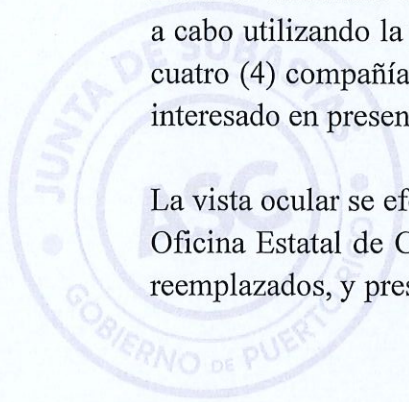 a cabo utilizando la
cuatro (4) compañía
interesado en presen
La vista ocular se ef
Oficina Estatal de C
reemplazados, y pres
JUNTA DE SUBASTAS
ASG
GOBIERNO DE PUERTO RICO